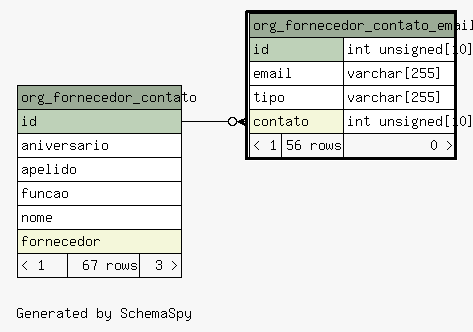 org_fornecedor_contato_email
id int unsigned[10]
email varchar[255]
tipo varchar[255]
contato int unsigned[10]
< 1 56 rows 0 >
org_fornecedor_contato
id
aniversario
apelido
funcao
nome
fornecedor
< 1 67 rows 3 >
Generated by SchemaSpy